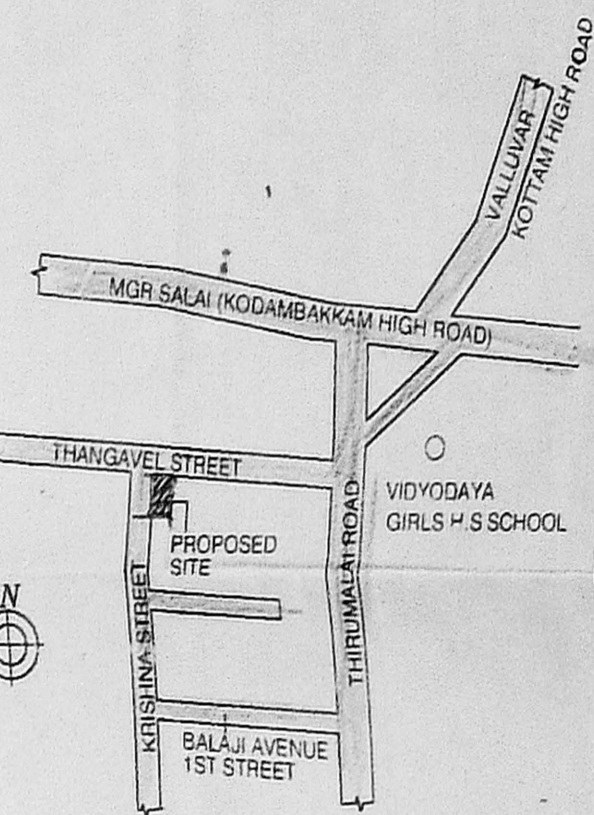 VALLUVAR
KOTTAM HIGH ROAD
MGR SALAI (KODAMBAKKAM HIGH ROAD)
THANGAVEL STREET
VIDYODAYA
GIRLS H.S SCHOOL
PROPOSED
SITE
THIRUMALAI ROAD
N
KRISHNA STREET
BALAJI AVENUE
1ST STREET